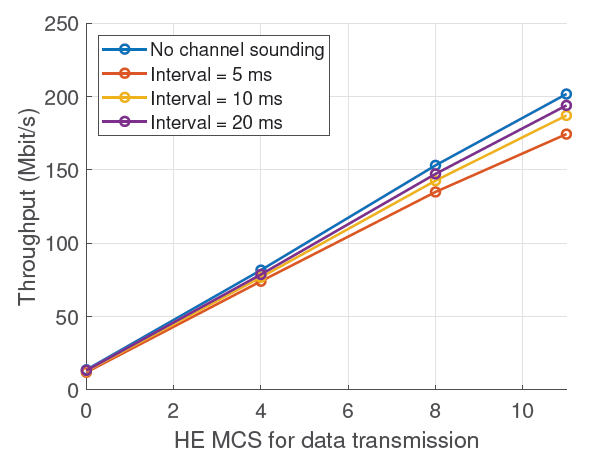 250
200
150
100
50
0
Throughput (Mbit/s)
No channel sounding
Interval = 5 ms
Interval = 10 ms
Interval = 20 ms
0 2 4 6 8 10
HE MCS for data transmission